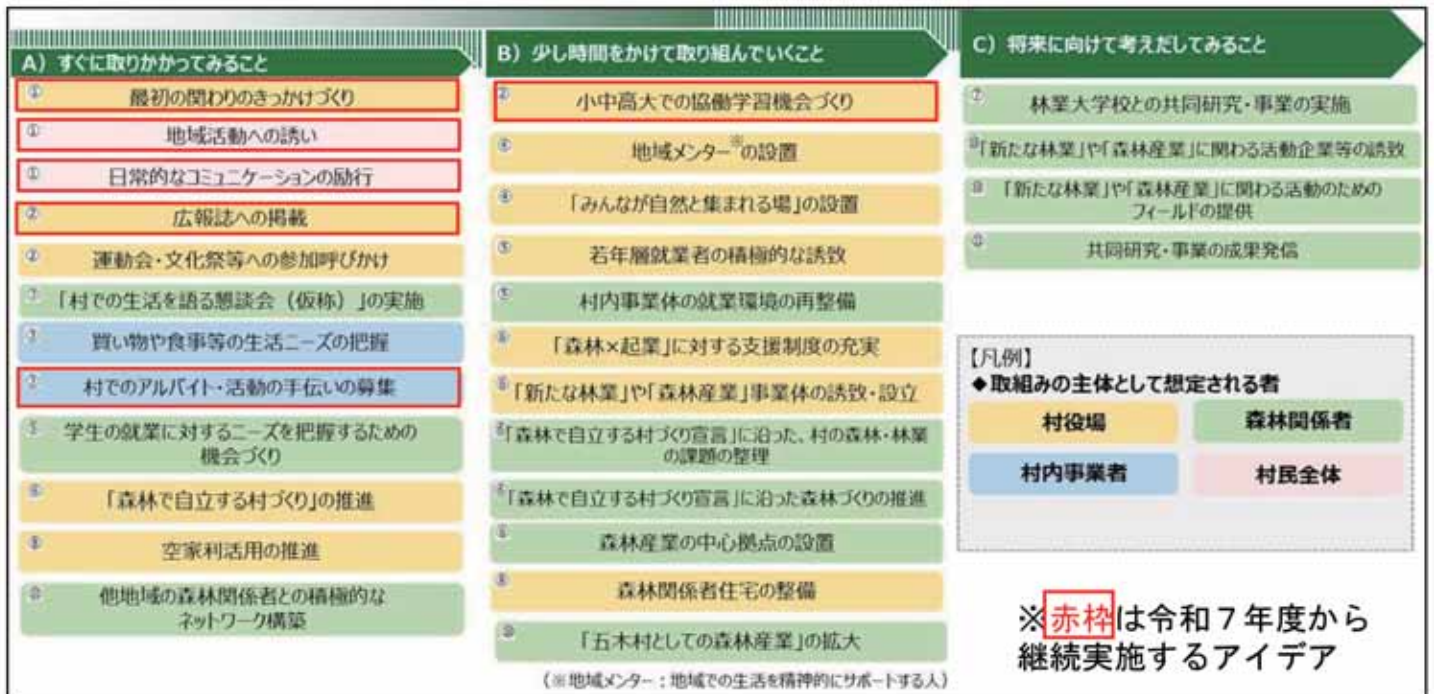 A）すぐに取りかかってみること
① 最初の関わりのきっかけづくり
① 地域活動への誘い
① 日常的なコミュニケーションの励行
② 広報誌への掲載
② 運動会・文化祭等への参加呼びかけ
「村での生活を語る懇談会（仮称）」の実施
買い物や食事等の生活ニーズの把握
村でのアルバイト・活動の手伝いの募集
学生の就業に対するニーズを把握するための
機会づくり
「森林で自立する村づくり」の推進
空家利活用の推進
他地域の森林関係者との積極的な
ネットワーク構築
B）少し時間をかけて取り組んでいくこと
② 小中高大での協働学習機会づくり
地域メンター※の設置
「みんなが自然と集まれる場」の設置
若年層就業者の積極的な誘致
村内事業体の就業環境の再整備
「森林×起業」に対する支援制度の充実
「新たな林業」や「森林産業」事業体の誘致・設立
「森林で自立する村づくり宣言」に沿った、村の森林・林業
の課題の整理
「森林で自立する村づくり宣言」に沿った森林づくりの推進
森林産業の中心拠点の設置
森林関係者住宅の整備
「五木村としての森林産業」の拡大
（※地域メンター：地域での生活を精神的にサポートする人）
C）将来に向けて考えだしてみること
林業大学校との共同研究・事業の実施
「新たな林業」や「森林産業」に関わる活動企業等の誘致
「新たな林業」や「森林産業」に関わる活動のための
フィールドの提供
共同研究・事業の成果発信
【凡例】
◆取組みの主体として想定される者
村役場 森林関係者
村内事業者 村民全体
※赤枠は令和７年度から
継続実施するアイデア